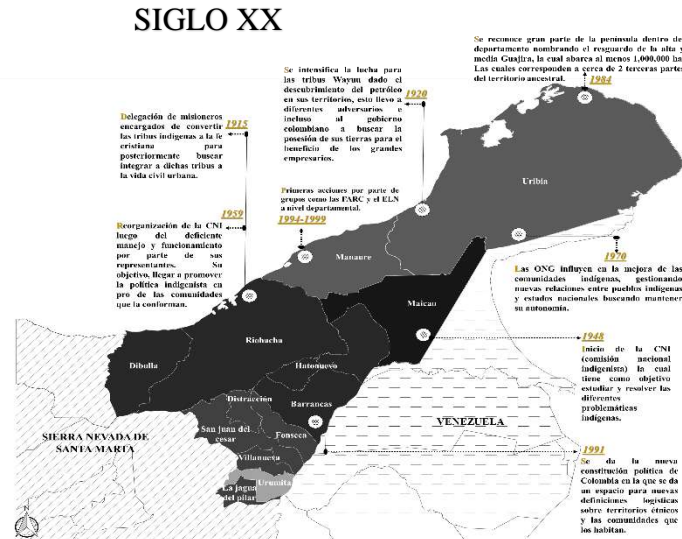 SIGLO XX
Se reconoce gran parte de la península dentro del
departamento nombrando el resguardo de la alta y
media Guajira, la cual abarca al menos 1,000.000 ha.
Las cuales corresponden a cerca de 2 terceras partes
del territorio ancestral.
1984
Se intensifica la lucha para
las tribus Wayuu dado el
descubrimiento del petróleo
en sus territorios, esto llevo a
diferentes adversarios e
incluso al gobierno
colombiano a buscar la
posesión de sus tierras para el
beneficio de los grandes
empresarios.
1920
Delegación de misioneros
encargados de convertir
las tribus indígenas a la fe
cristiana para
posteriormente buscar
integrar a dichas tribus a
la vida civil urbana.
1915
Primeras acciones por parte de
grupos como las FARC y el ELN
a nivel departamental.
1994-1999
1959
Reorganización de la CNI
luego del deficiente
manejo y funcionamiento
por parte de sus
representantes. Su
objetivo, llegar a promover
la política indigenista en
pro de las comunidades
que la conforman.
1970
Las ONG influyen en la mejora de las
comunidades indígenas, gestionando
nuevas relaciones entre pueblos indígenas
y estados nacionales buscando mantener
su autonomía.
1948
Inicio de la CNI
(comisión nacional
indigenista) la cual
tiene como objetivo
estudiar y resolver las
diferentes
problemáticas
indígenas.
1991
Se da la nueva
constitución política de
Colombia en la que se da
un espacio para nuevas
definiciones logísticas
sobre territorios étnicos
y las comunidades que
los habitan.
Uribia
Manaure
Maicao
Riohacha
Dibulla
Hatonuevo
Barrancas
Distracción
Fonseca
San juan del
cesar
Villanueva
Urumita
La jagua
del pilar
SIERRA NEVADA DE
SANTA MARTA
VENEZUELA